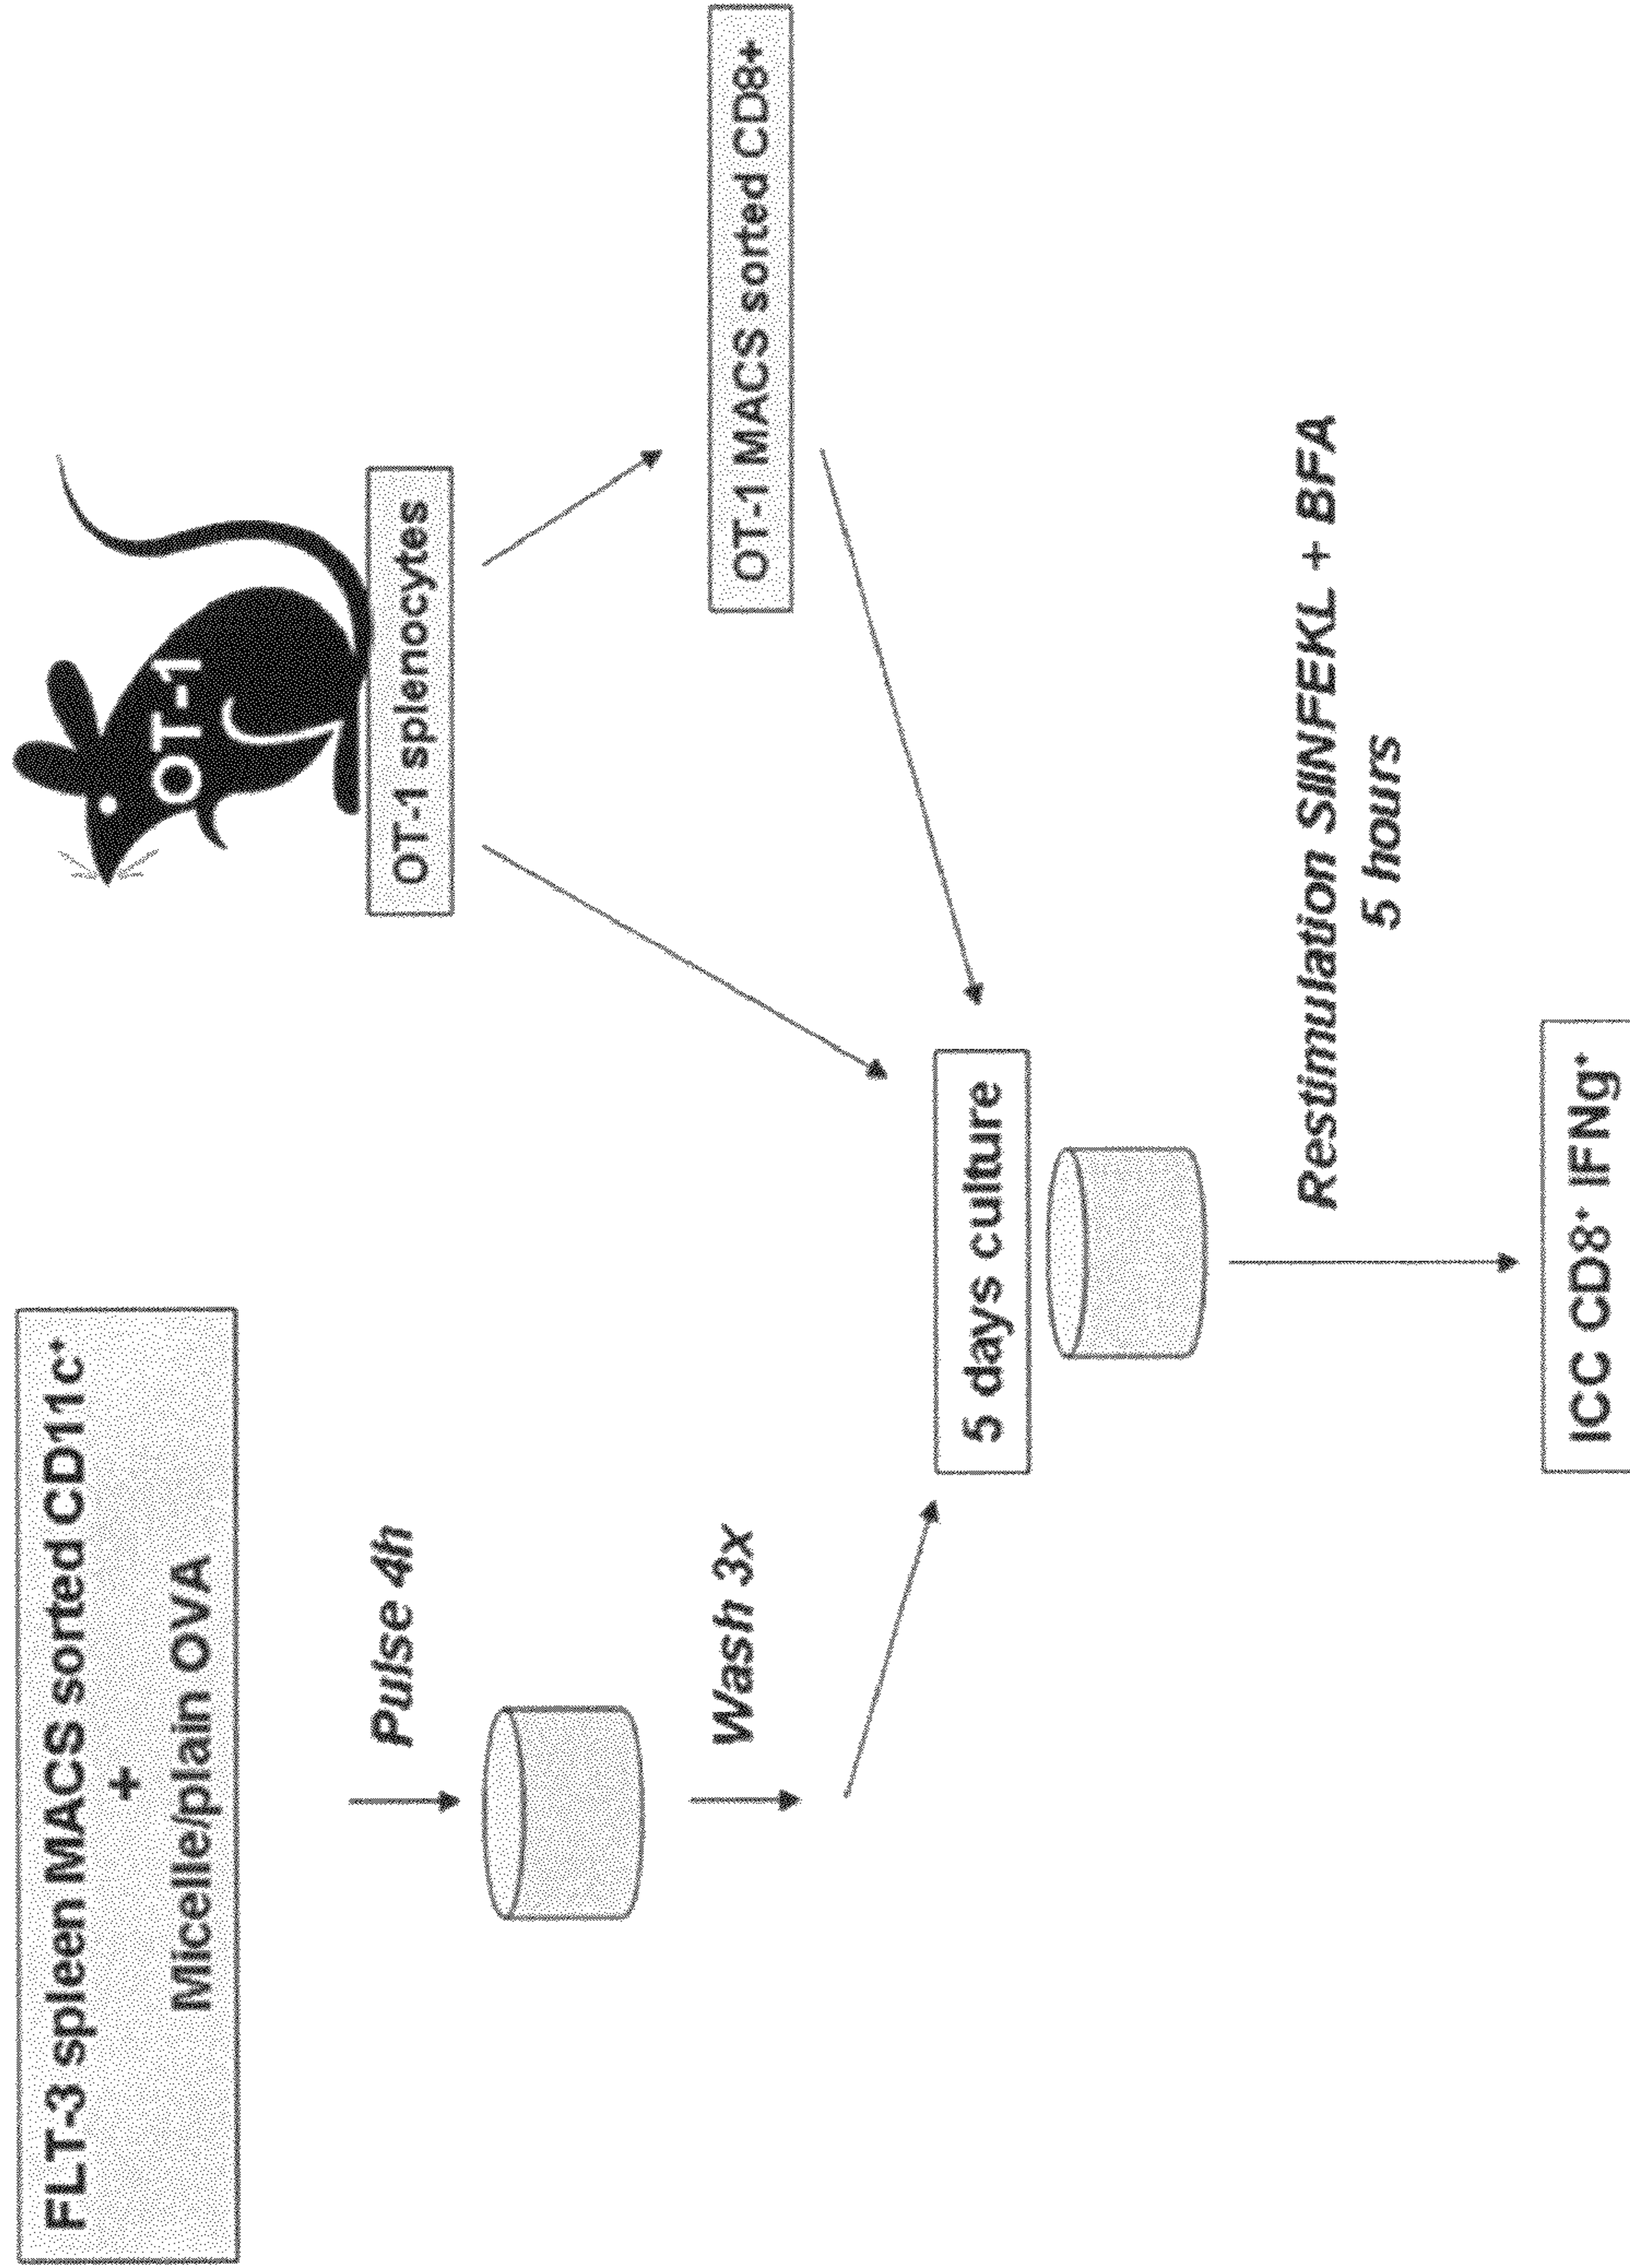 FLT-3 spleen MACS sorted CD11c⁺
+
Micelle/plain OVA
Pulse 4h
Wash 3x
OT-1
OT-1 splenocytes
OT-1 MACS sorted CD8+
5 days culture
Restimulation SIINFEKL + BFA
5 hours
ICC CD8⁺ IFNg⁺